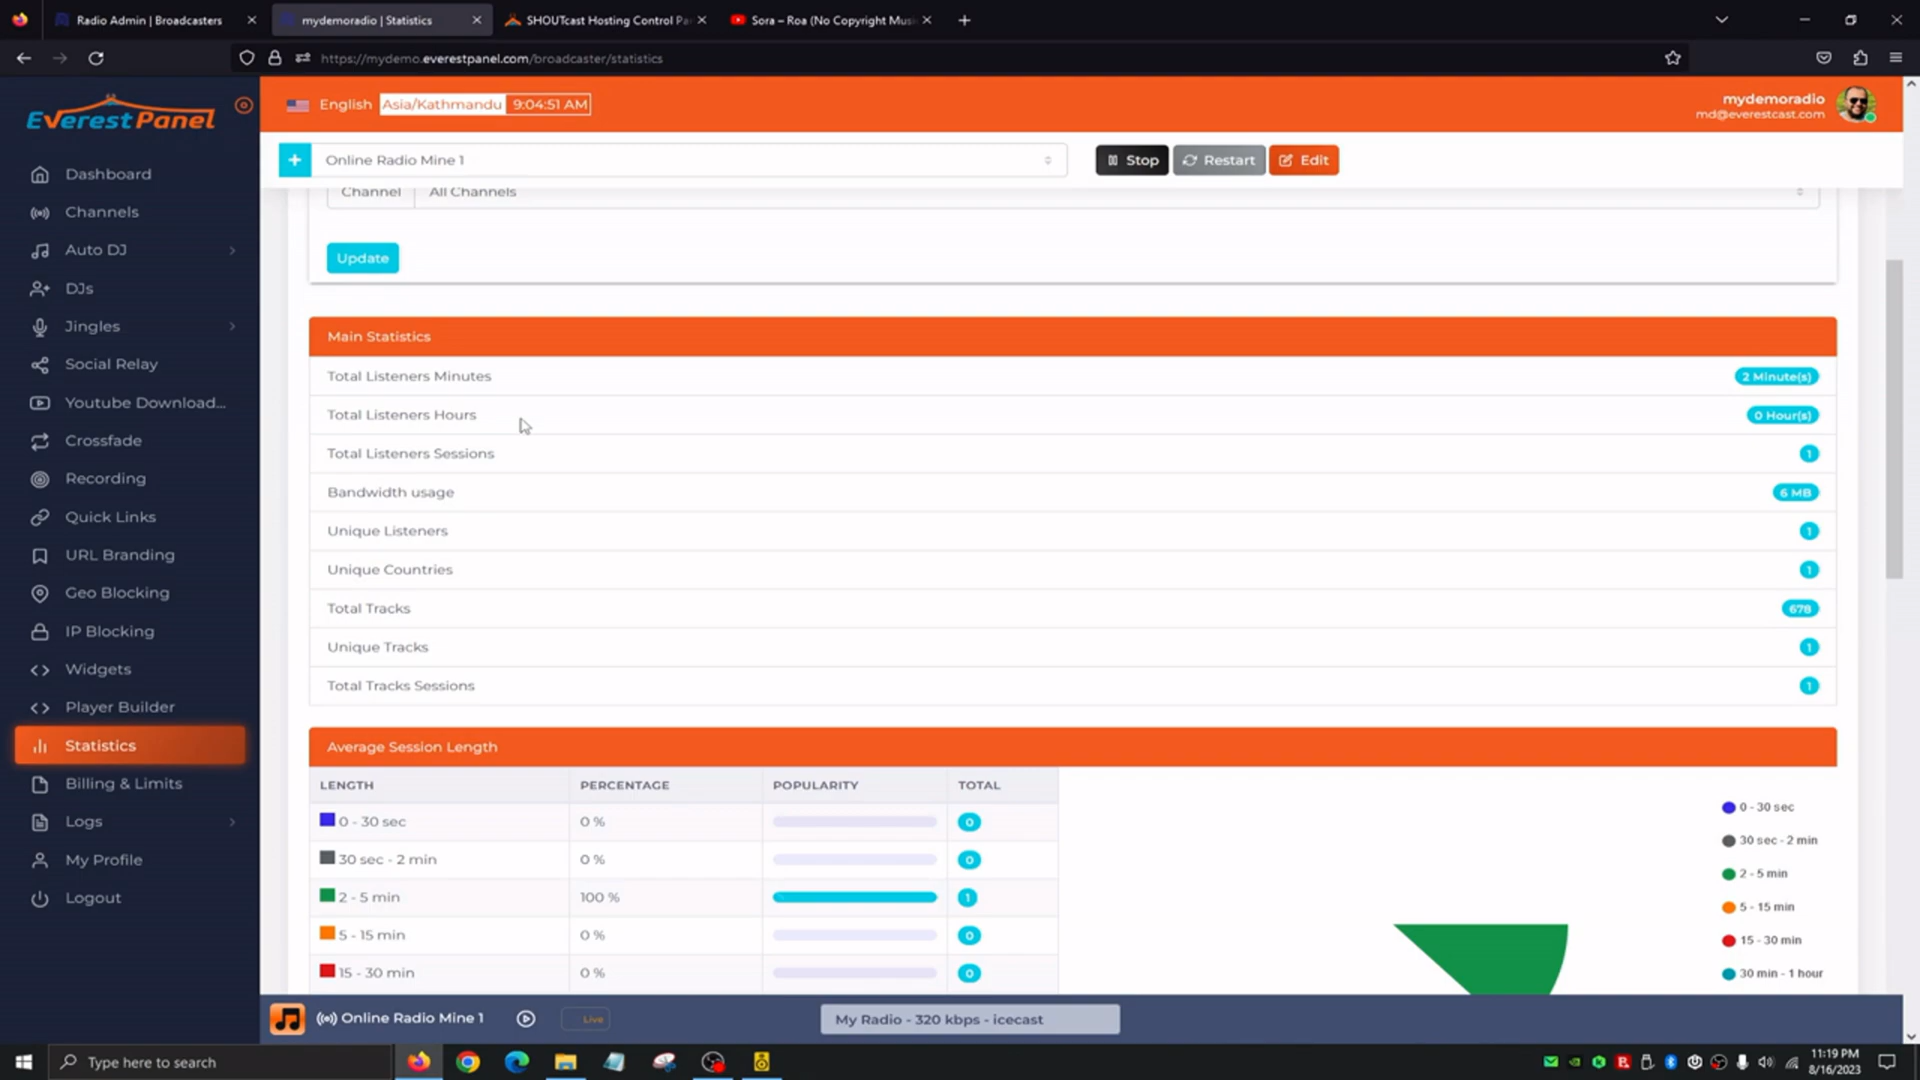 Radio Admin | Broadcasters
mydemoradio | Statistics
SHOUTcast Hosting Control Pa
Sora – Roa (No Copyright Musi
https://mydemo.everestpanel.com/broadcaster/statistics
EverestPanel
English Asia/Kathmandu 9:04:51 AM
mydemoradio
md@everestcast.com
+ Online Radio Mine 1
Stop
Restart
Edit
Channel All Channels
Update
Dashboard
Channels
Auto DJ
DJs
Jingles
Social Relay
Youtube Download...
Crossfade
Recording
Quick Links
URL Branding
Geo Blocking
IP Blocking
Widgets
Player Builder
Statistics
Billing & Limits
Logs
My Profile
Logout
Main Statistics
Total Listeners Minutes 2 Minute(s)
Total Listeners Hours 0 Hour(s)
Total Listeners Sessions 1
Bandwidth usage 6 MB
Unique Listeners 1
Unique Countries 1
Total Tracks 678
Unique Tracks 1
Total Tracks Sessions 1
Average Session Length
LENGTH PERCENTAGE POPULARITY TOTAL
0 - 30 sec 0 % 0
30 sec - 2 min 0 % 0
2 - 5 min 100 % 1
5 - 15 min 0 % 0
15 - 30 min 0 % 0
0 - 30 sec
30 sec - 2 min
2 - 5 min
5 - 15 min
15 - 30 min
30 min - 1 hour
Online Radio Mine 1
Live
My Radio - 320 kbps - icecast
Type here to search
11:19 PM
8/16/2023